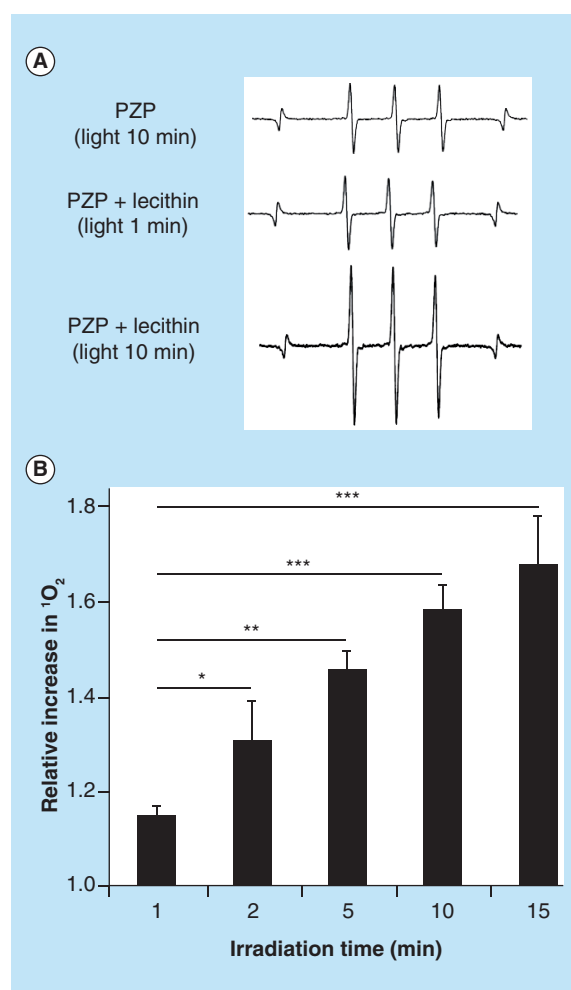 A
PZP
(light 10 min)
PZP + lecithin
(light 1 min)
PZP + lecithin
(light 10 min)
B
Relative increase in ¹O₂
1.8
1.6
1.4
1.2
1.0
***
***
**
*
1 2 5 10 15
Irradiation time (min)